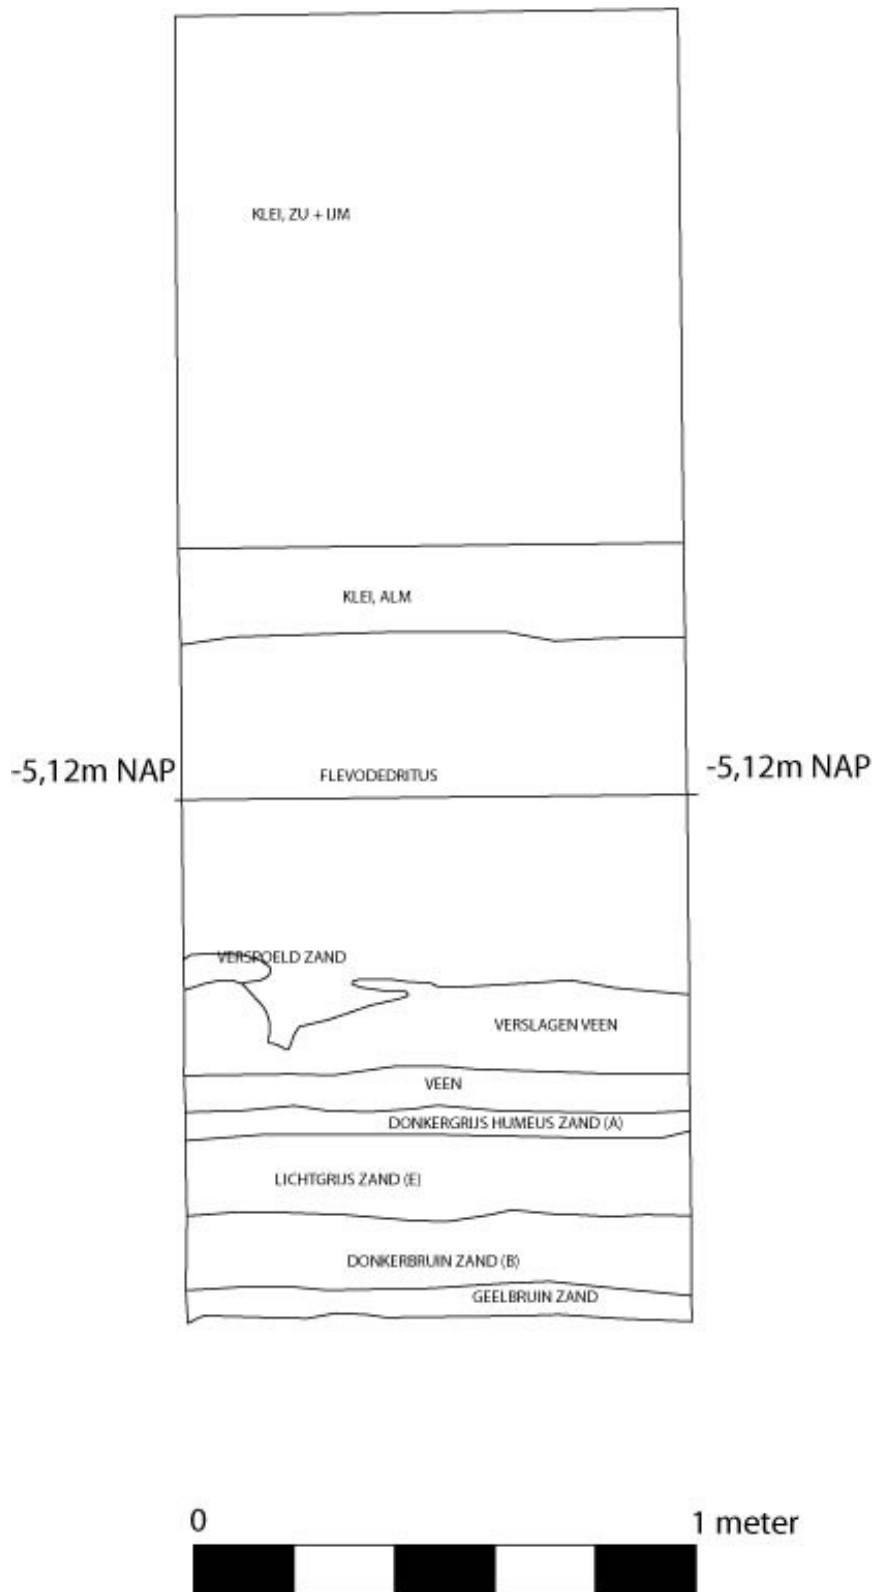 KLEI, ZU + IJM
KLEI, ALM
-5,12m NAP
FLEVODEDRITUS
-5,12m NAP
VERSPOELD ZAND
VERSLAGEN VEEN
VEEN
DONKERGRIJS HUMEUS ZAND (A)
LICHTGRIJS ZAND (E)
DONKERBRUIN ZAND (B)
GEELBRUIN ZAND
0
1 meter